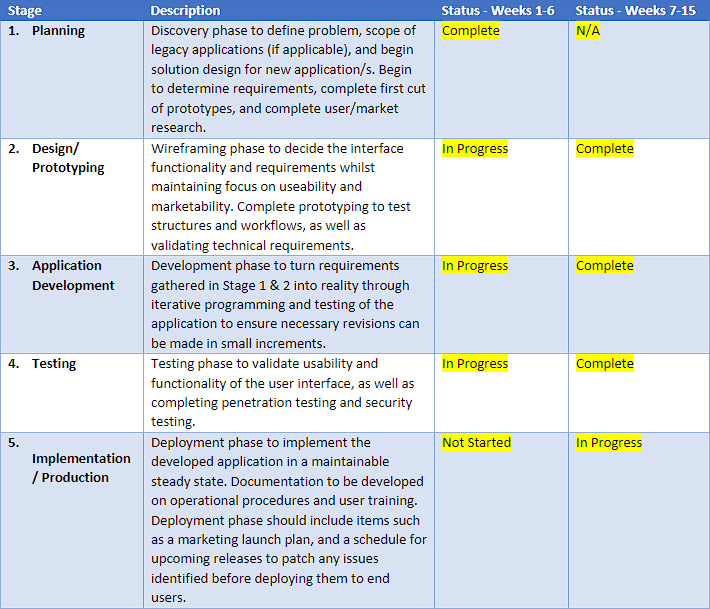 Stage Description Status - Weeks 1-6 Status - Weeks 7-15
1. Planning Discovery phase to define problem, scope of Complete N/A
legacy applications (if applicable), and begin
solution design for new application/s. Begin
to determine requirements, complete first cut
of prototypes, and complete user/market
research.
2. Design/ Wireframing phase to decide the interface In Progress Complete
Prototyping functionality and requirements whilst
maintaining focus on useability and
marketability. Complete prototyping to test
structures and workflows, as well as
validating technical requirements.
3. Application Development phase to turn requirements In Progress Complete
Development gathered in Stage 1 & 2 into reality through
iterative programming and testing of the
application to ensure necessary revisions can
be made in small increments.
4. Testing Testing phase to validate usability and In Progress Complete
functionality of the user interface, as well as
completing penetration testing and security
testing.
5. Deployment phase to implement the Not Started In Progress
Implementation developed application in a maintainable
/ Production steady state. Documentation to be developed
on operational procedures and user training.
Deployment phase should include items such
as a marketing launch plan, and a schedule for
upcoming releases to patch any issues
identified before deploying them to end
users.